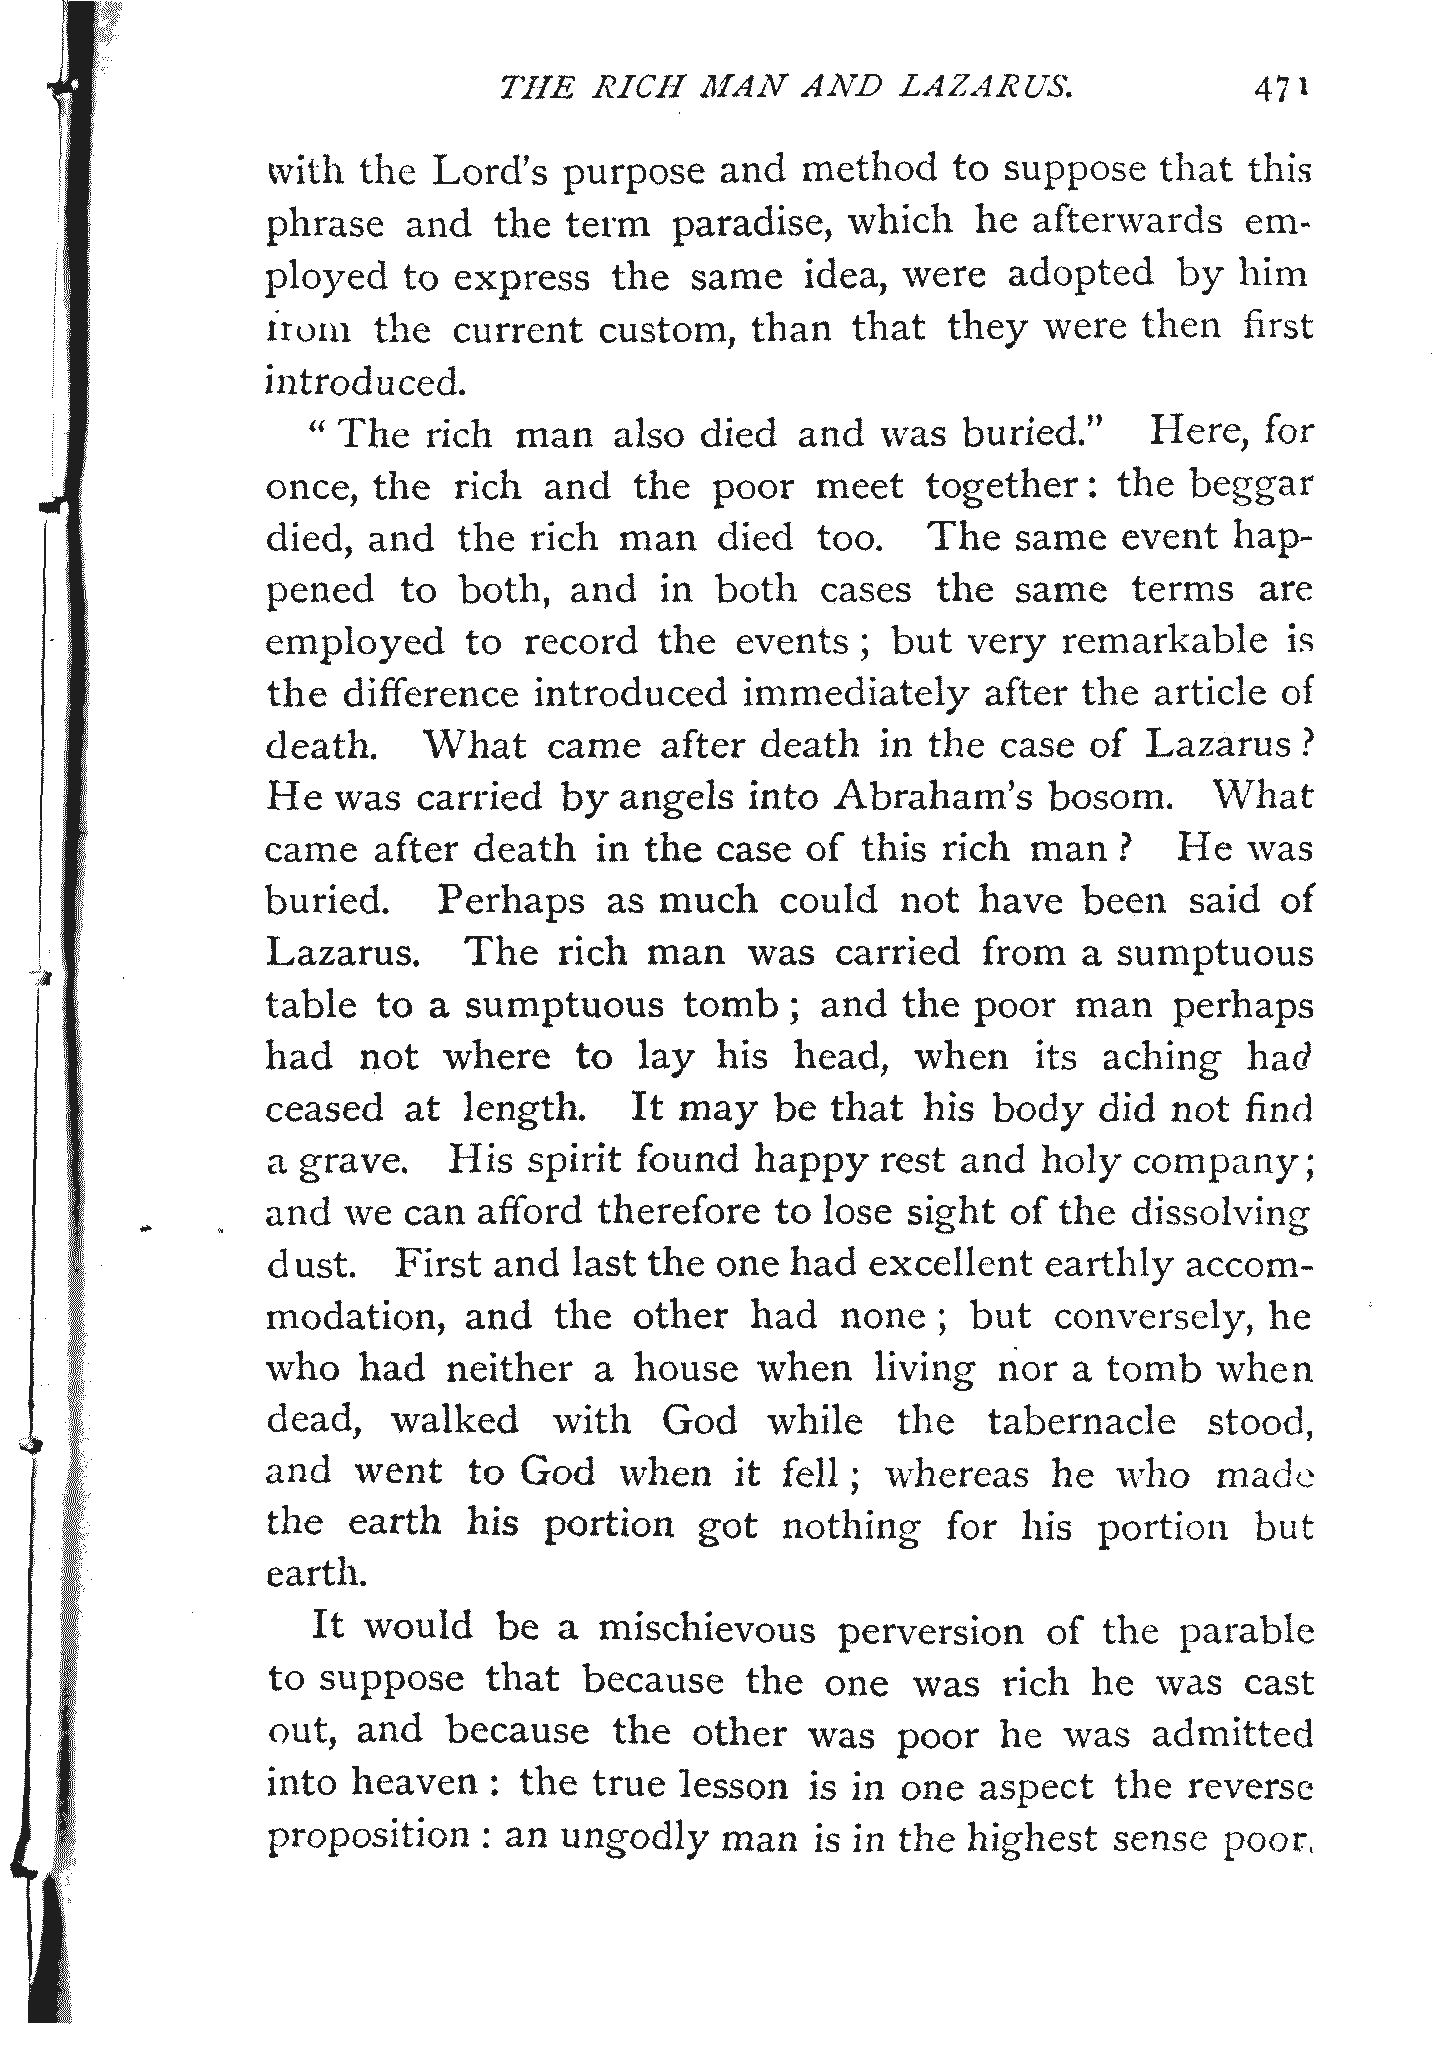 THE RICH MAN AND LAZARUS. 471
with the Lord's purpose and method to suppose that this
phrase and the term paradise, which he afterwards em-
ployed to express the same idea, were adopted by him
from the current custom, than that they were then first
introduced.
“ The rich man also died and was buried.” Here, for
once, the rich and the poor meet together : the beggar
died, and the rich man died too. The same event hap-
pened to both, and in both cases the same terms are
employed to record the events ; but very remarkable is
the difference introduced immediately after the article of
death. What came after death in the case of Lazarus ?
He was carried by angels into Abraham's bosom. What
came after death in the case of this rich man ? He was
buried. Perhaps as much could not have been said of
Lazarus. The rich man was carried from a sumptuous
table to a sumptuous tomb ; and the poor man perhaps
had not where to lay his head, when its aching had
ceased at length. It may be that his body did not find
a grave. His spirit found happy rest and holy company;
and we can afford therefore to lose sight of the dissolving
dust. First and last the one had excellent earthly accom-
modation, and the other had none ; but conversely, he
who had neither a house when living nor a tomb when
dead, walked with God while the tabernacle stood,
and went to God when it fell ; whereas he who made
the earth his portion got nothing for his portion but
earth.
It would be a mischievous perversion of the parable
to suppose that because the one was rich he was cast
out, and because the other was poor he was admitted
into heaven : the true lesson is in one aspect the reverse
proposition : an ungodly man is in the highest sense poor,